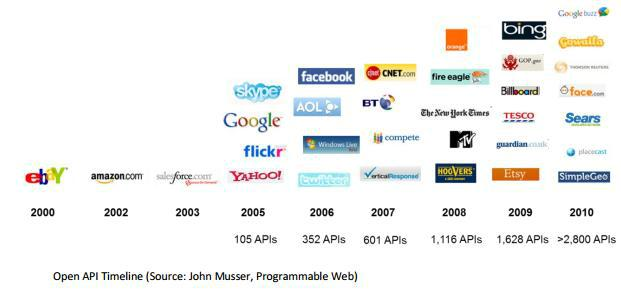 Google buzz
bing
Gowalla
orange
GOP.gov
THOMSON REUTERS
facebook
CNET.com
fire eagle
skype
Billboard
face.com
AOL
BT
Google
The New York Times
TESCO
Sears
flickr
Windows Live
compete
MTV
guardian.co.uk
placecast
ebay
amazon.com
salesforce.com
YAHOO!
twitter
VerticalResponse
HOOVERS
Etsy
SimpleGeo
2000 2002 2003 2005 2006 2007 2008 2009 2010
105 APIs 352 APIs 601 APIs 1,116 APIs 1,628 APIs >2,800 APIs
Open API Timeline (Source: John Musser, Programmable Web)